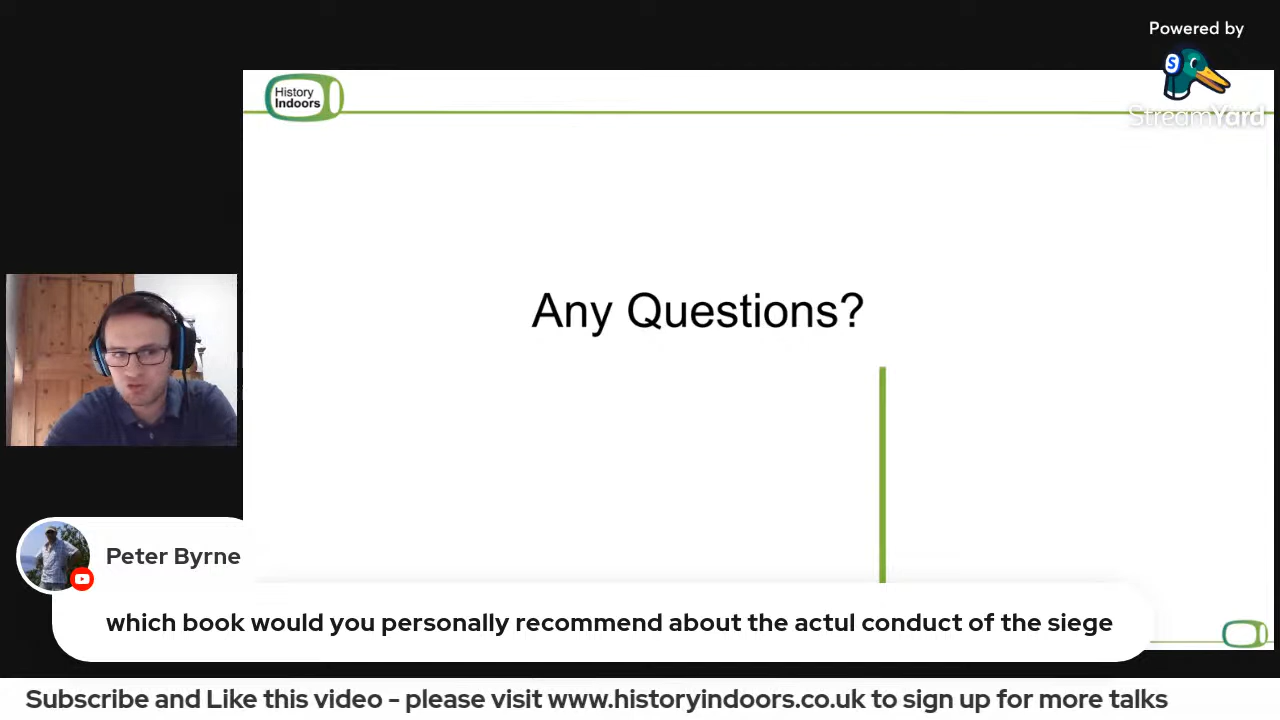 Powered by
S
StreamYard
History
Indoors
Any Questions?
Peter Byrne
which book would you personally recommend about the actul conduct of the siege
Subscribe and Like this video - please visit www.historyindoors.co.uk to sign up for more talks